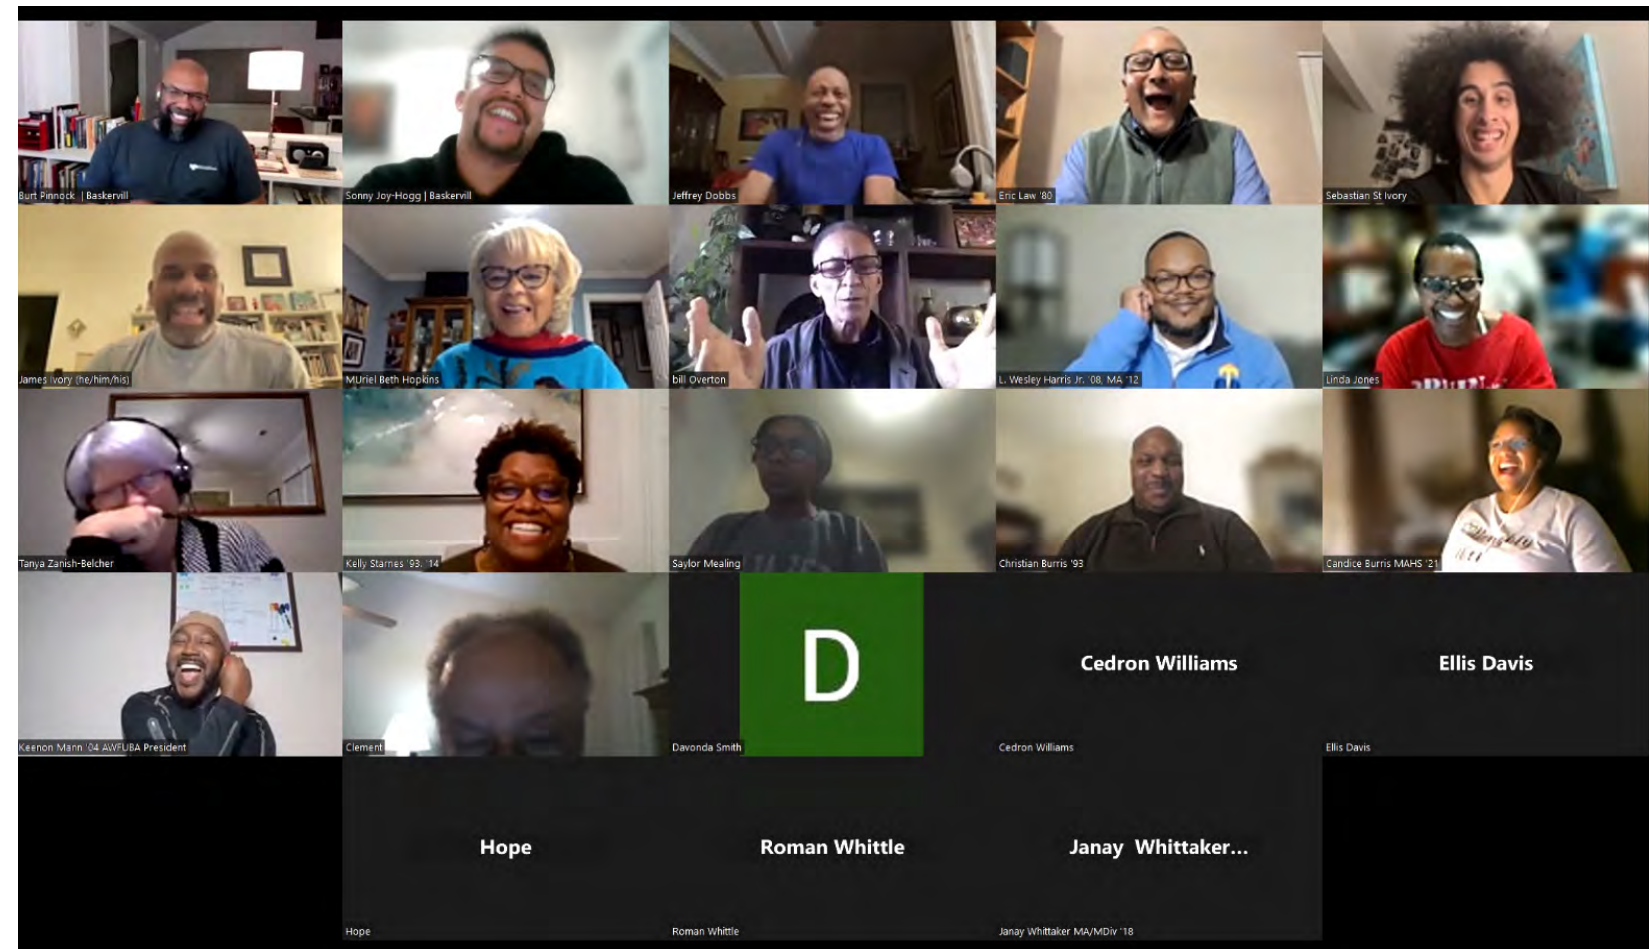 Burt Pinnock | Baskervill
Sonny Joy-Hogg | Baskervill
Jeffrey Dobbs
Eric Law '80
Sebastian St Ivory
James Ivory (he/him/his)
MUriel Beth Hopkins
bill Overton
L. Wesley Harris Jr. '08, MA '12
Linda Jones
Tanya Zanish-Belcher
Kelly Starnes '93. '14
Saylor Mealing
Christian Burris '93
Candice Burris MAHS '21
Keenon Mann '04 AWFUBA President
Clement
D
Davonda Smith
Cedron Williams
Cedron Williams
Ellis Davis
Ellis Davis
Hope
Hope
Roman Whittle
Roman Whittle
Janay Whittaker...
Janay Whittaker MA/MDiv '18